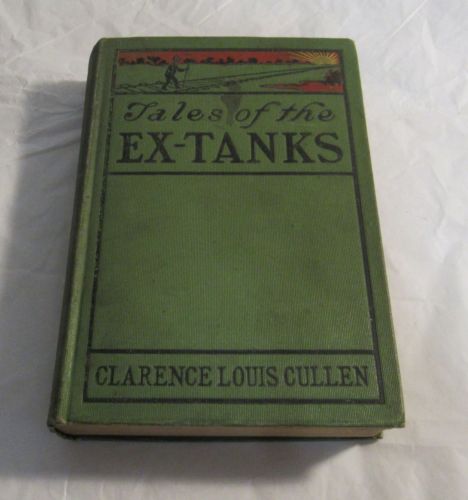 Tales of the
EX-TANKS
CLARENCE LOUIS CULLEN